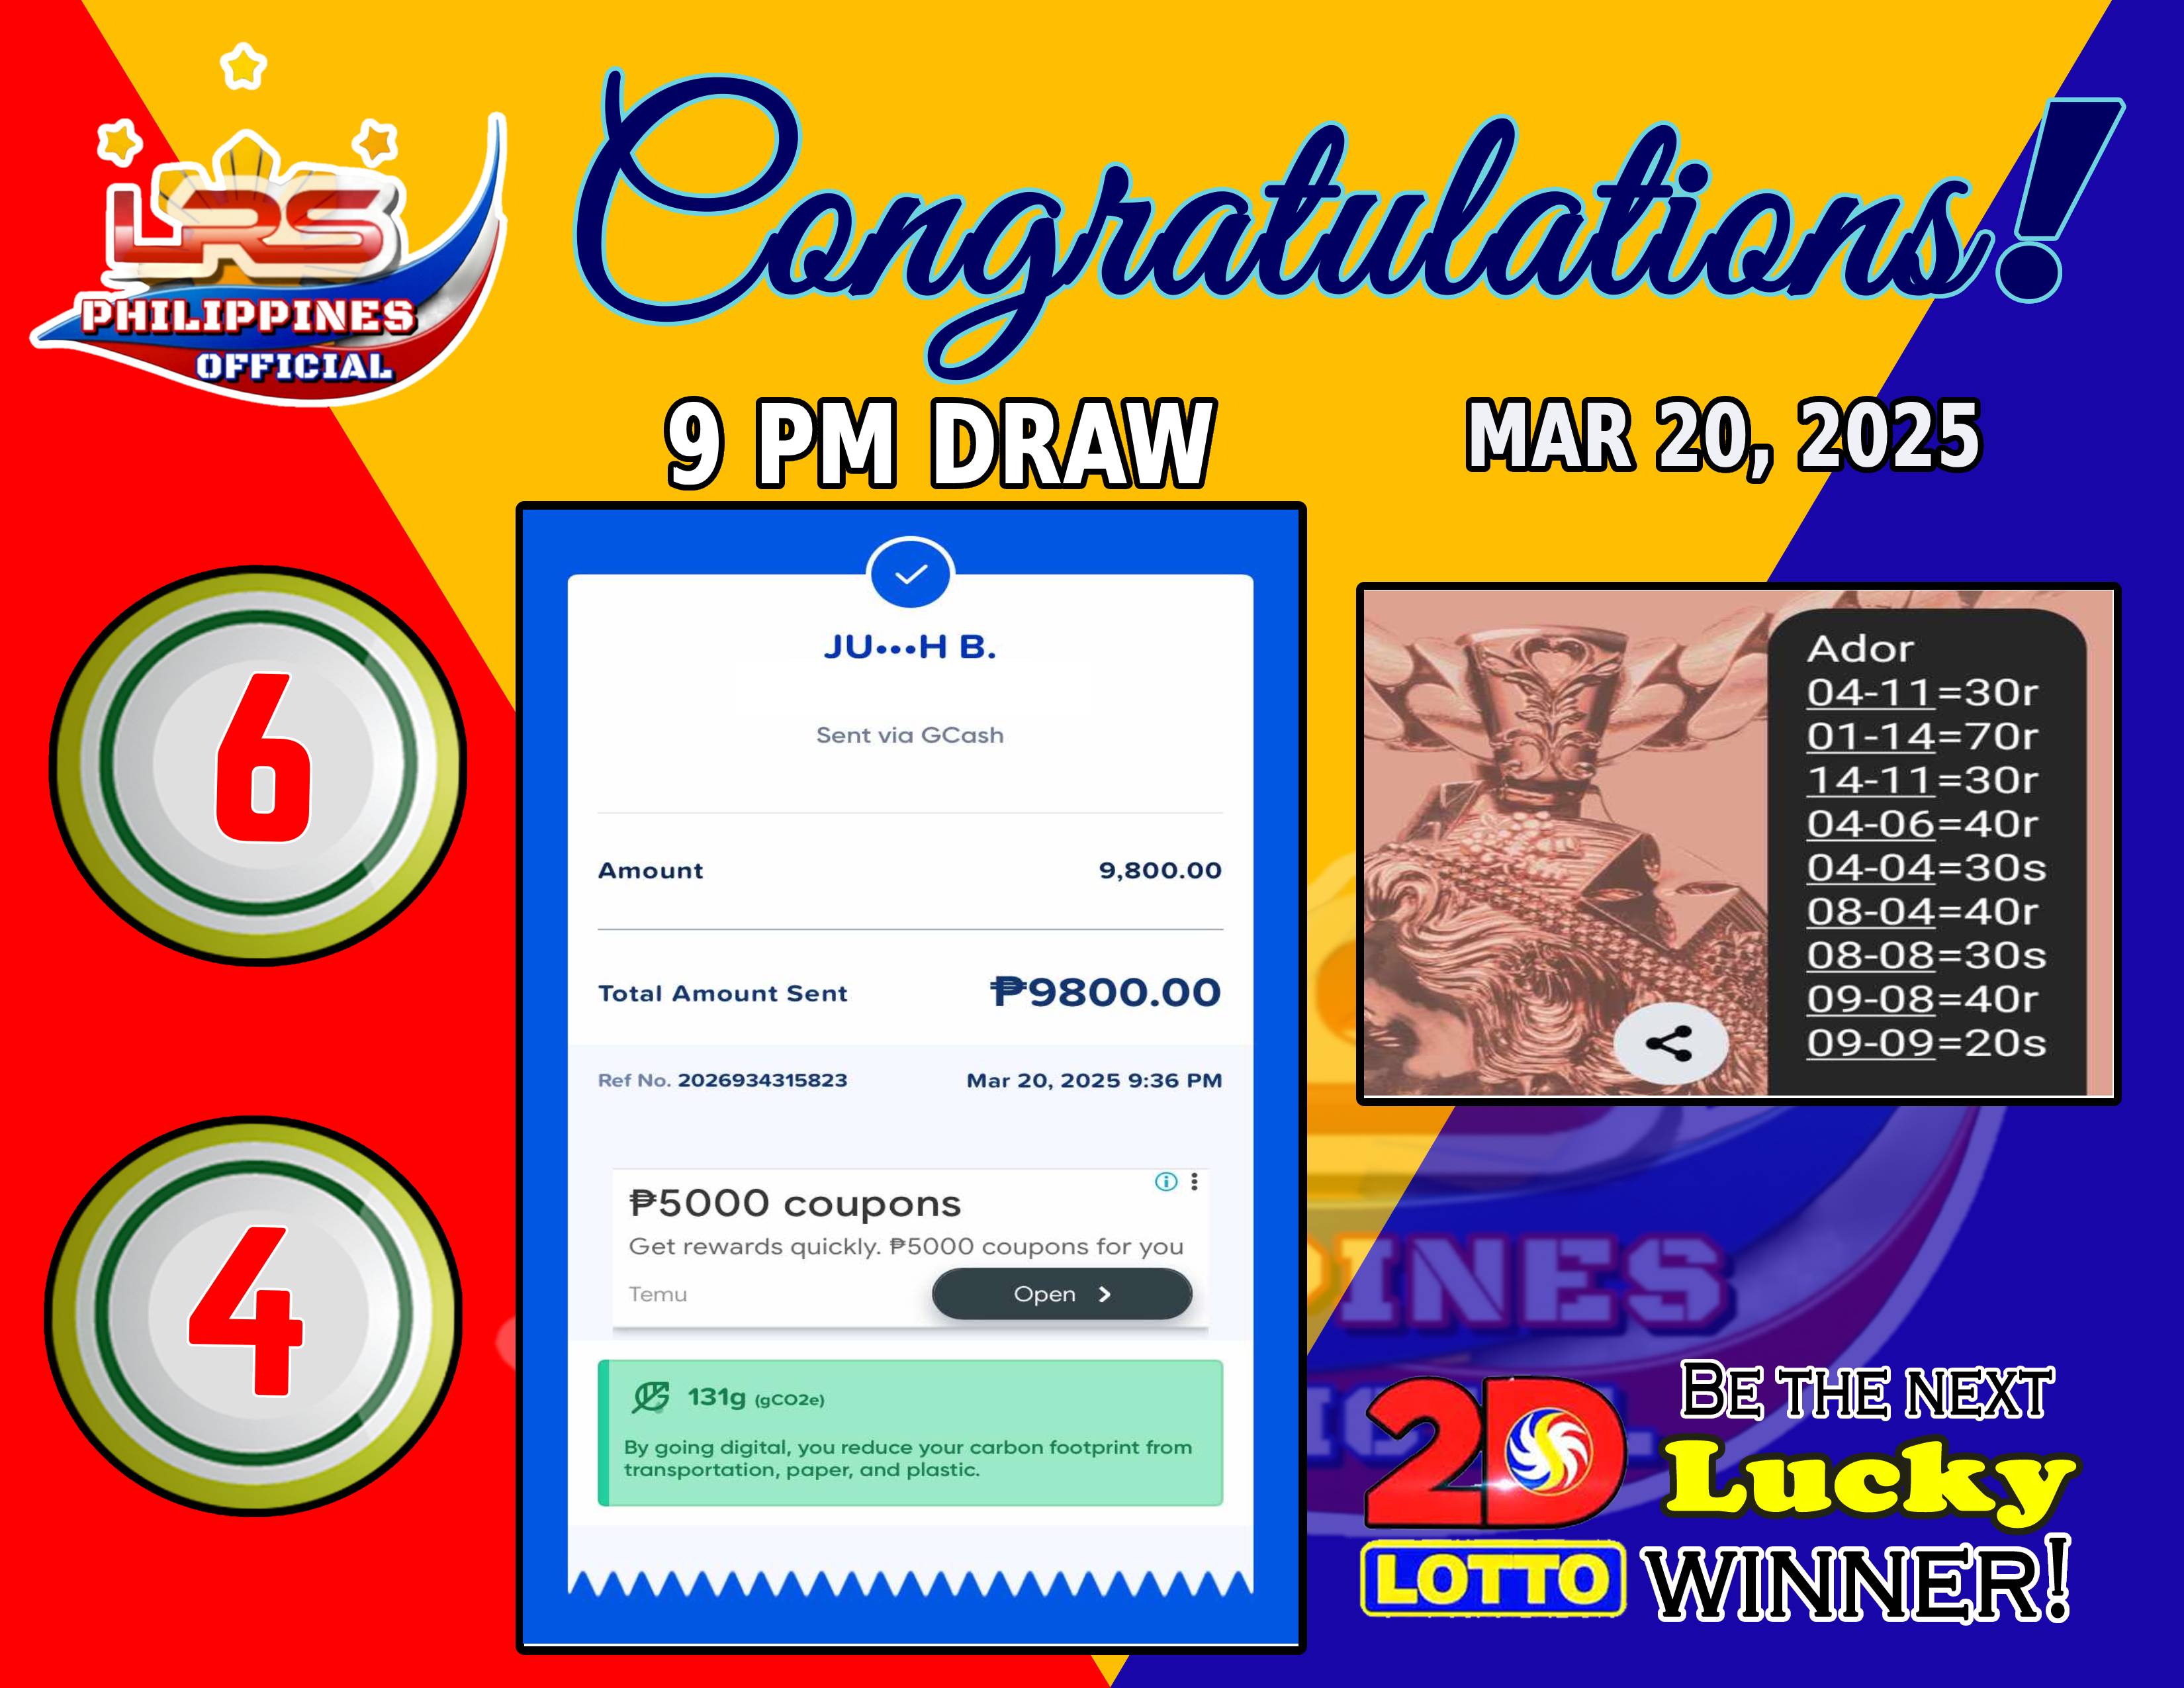 LRS
PHILIPPINES
OFFICIAL
Congratulations!
9 PM DRAW
MAR 20, 2025
6
4
JU•••H B.
Sent via GCash
Amount 9,800.00
Total Amount Sent ₱9800.00
Ref No. 2026934315823 Mar 20, 2025 9:36 PM
₱5000 coupons
Get rewards quickly. ₱5000 coupons for you
Temu Open
131g (gCO2e)
By going digital, you reduce your carbon footprint from
transportation, paper, and plastic.
Ador
04-11=30r
01-14=70r
14-11=30r
04-06=40r
04-04=30s
08-04=40r
08-08=30s
09-08=40r
09-09=20s
PINES
2D
LOTTO
BE THE NEXT
Lucky
WINNER!